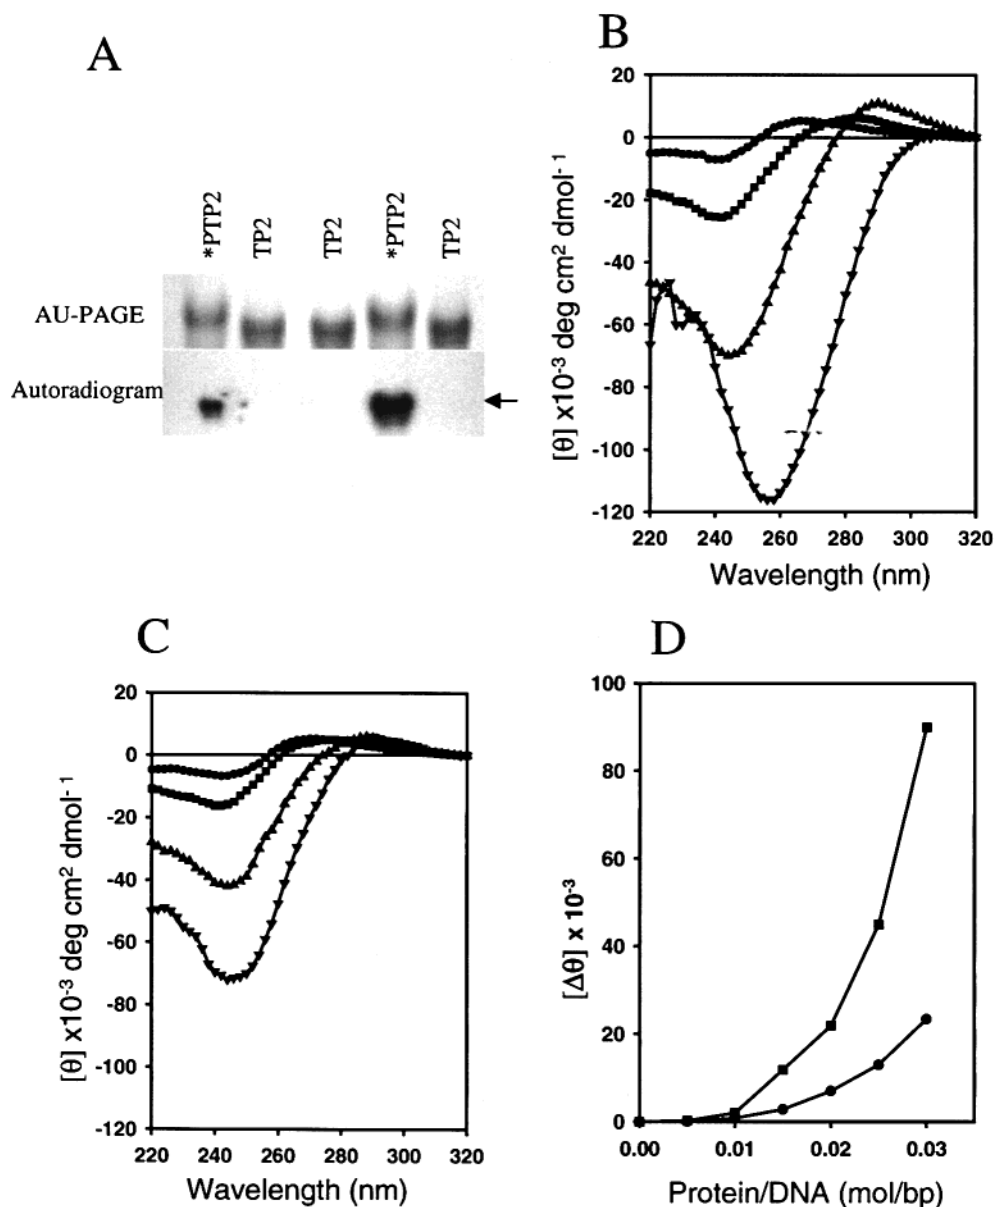 A
*PTP2
TP2
TP2
*PTP2
TP2
AU-PAGE
Autoradiogram
B
20
0
-20
-40
-60
-80
-100
-120
220 240 260 280 300 320
[θ] x10⁻³ deg cm² dmol⁻¹
Wavelength (nm)
C
20
0
-20
-40
-60
-80
-100
-120
220 240 260 280 300 320
[θ] x10⁻³ deg cm² dmol⁻¹
Wavelength (nm)
D
100
80
60
40
20
0
0.00 0.01 0.02 0.03
[Δθ] x 10⁻³
Protein/DNA (mol/bp)